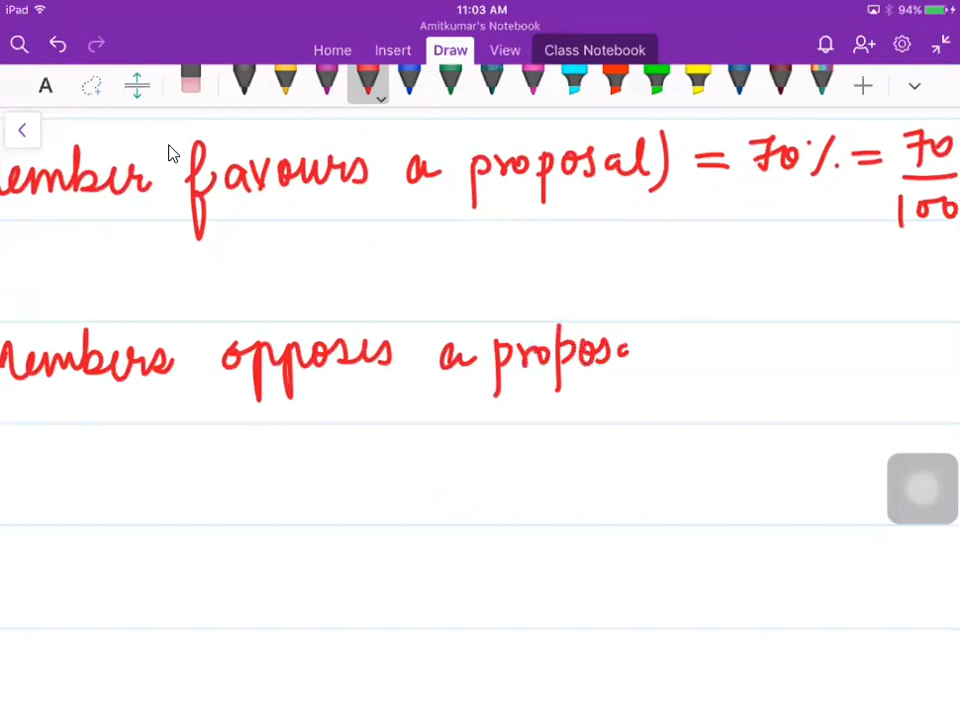 iPad 11:03 AM 94%
Amitkumar's Notebook
Home Insert Draw View Class Notebook
A
ember favours a proposal) = 70% = 70/100
embers opposes a propos